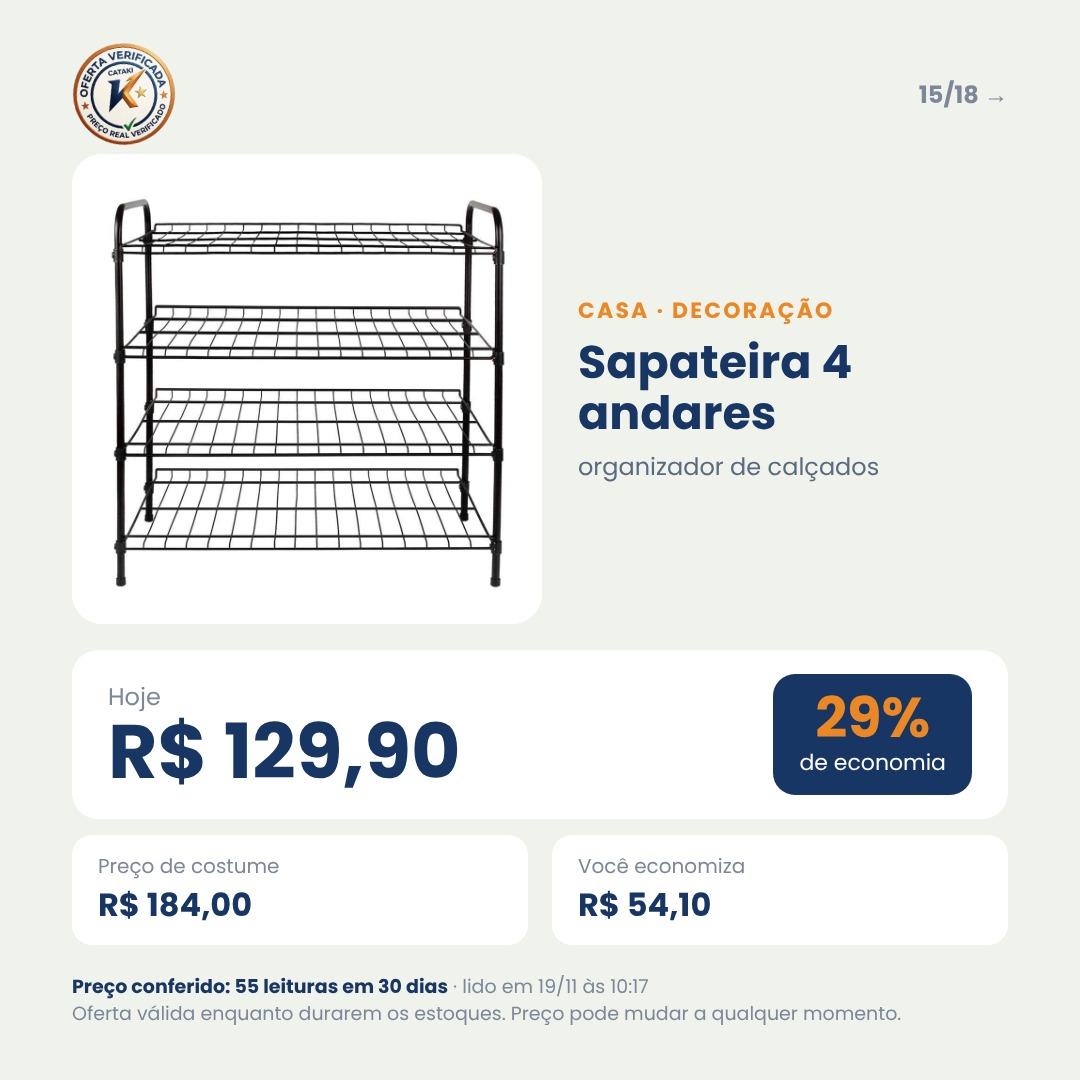 OFERTA VERIFICADA
CATAKI
K
PREÇO REAL VERIFICADO
15/18 →
CASA · DECORAÇÃO
Sapateira 4
andares
organizador de calçados
Hoje
R$ 129,90
29%
de economia
Preço de costume
R$ 184,00
Você economiza
R$ 54,10
Preço conferido: 55 leituras em 30 dias · lido em 19/11 às 10:17
Oferta válida enquanto durarem os estoques. Preço pode mudar a qualquer momento.